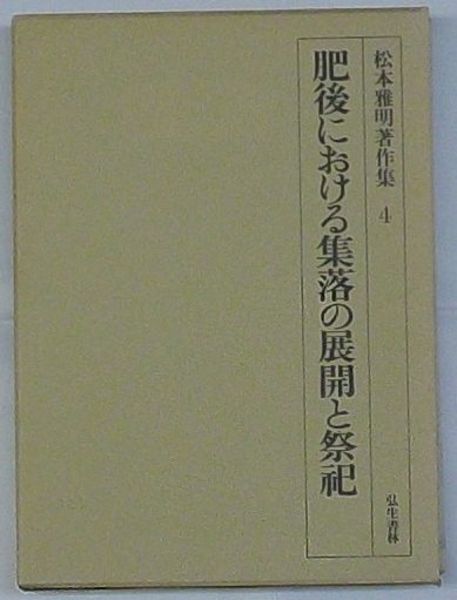 松本雅明著作集 4
肥後における集落の展開と祭祀
弘生書林